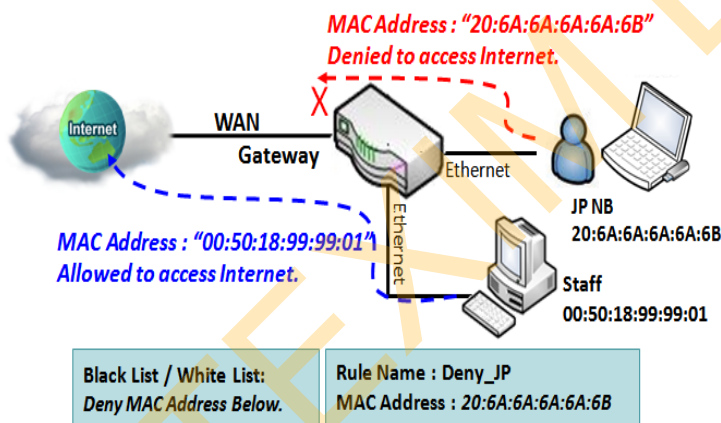 MAC Address : “20:6A:6A:6A:6A:6B”
Denied to access Internet.
X
Internet
WAN
Gateway
Ethernet
Ethernet
JP NB
20:6A:6A:6A:6A:6B
MAC Address : “00:50:18:99:99:01”
Allowed to access Internet.
Staff
00:50:18:99:99:01
Black List / White List:
Deny MAC Address Below.
Rule Name : Deny_JP
MAC Address : 20:6A:6A:6A:6A:6B